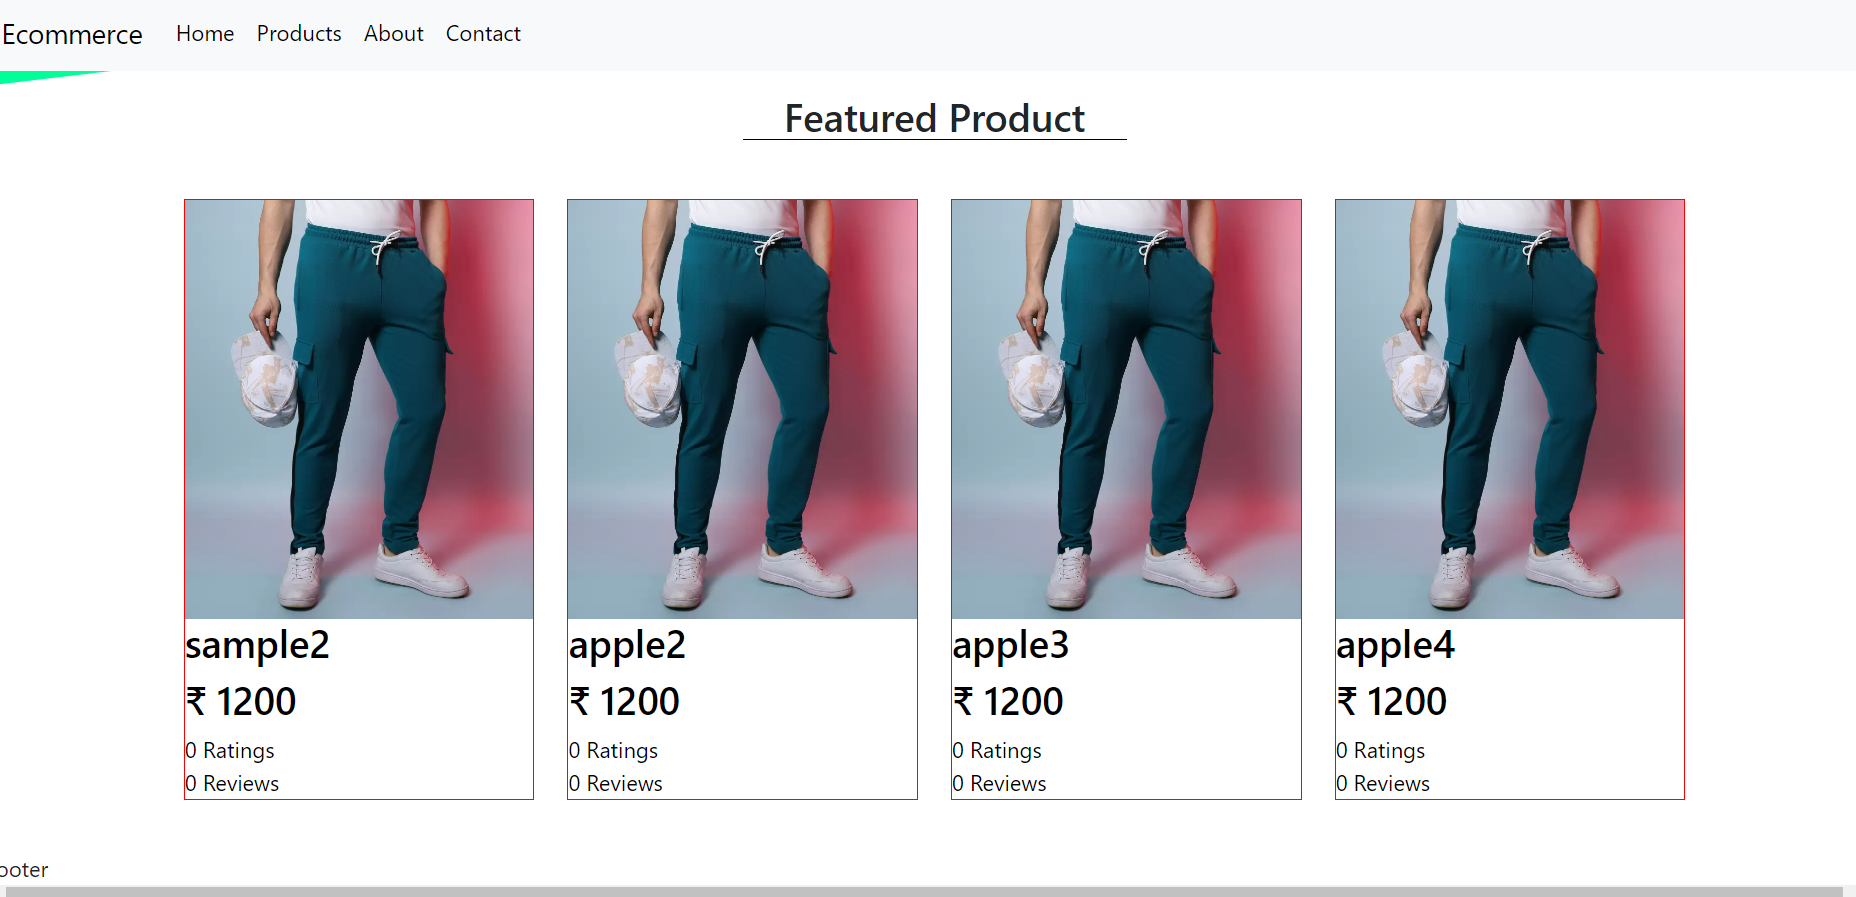 Ecommerce Home Products About Contact
Featured Product
sample2
₹ 1200
0 Ratings
0 Reviews
apple2
₹ 1200
0 Ratings
0 Reviews
apple3
₹ 1200
0 Ratings
0 Reviews
apple4
₹ 1200
0 Ratings
0 Reviews
ooter